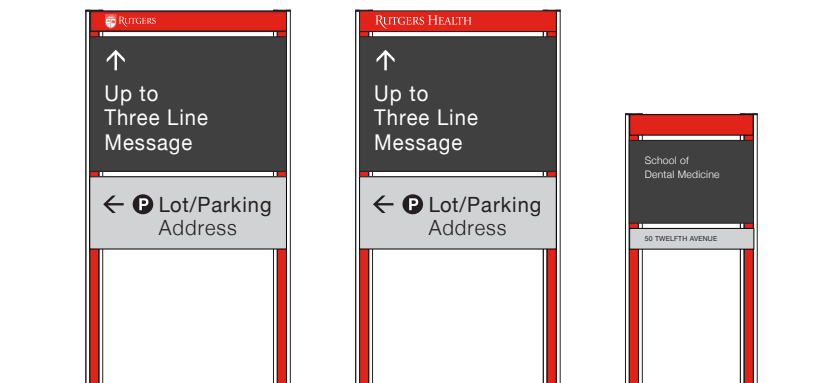 RUTGERS
↑
Up to
Three Line
Message
← P Lot/Parking
Address
RUTGERS HEALTH
↑
Up to
Three Line
Message
← P Lot/Parking
Address
School of
Dental Medicine
50 TWELFTH AVENUE